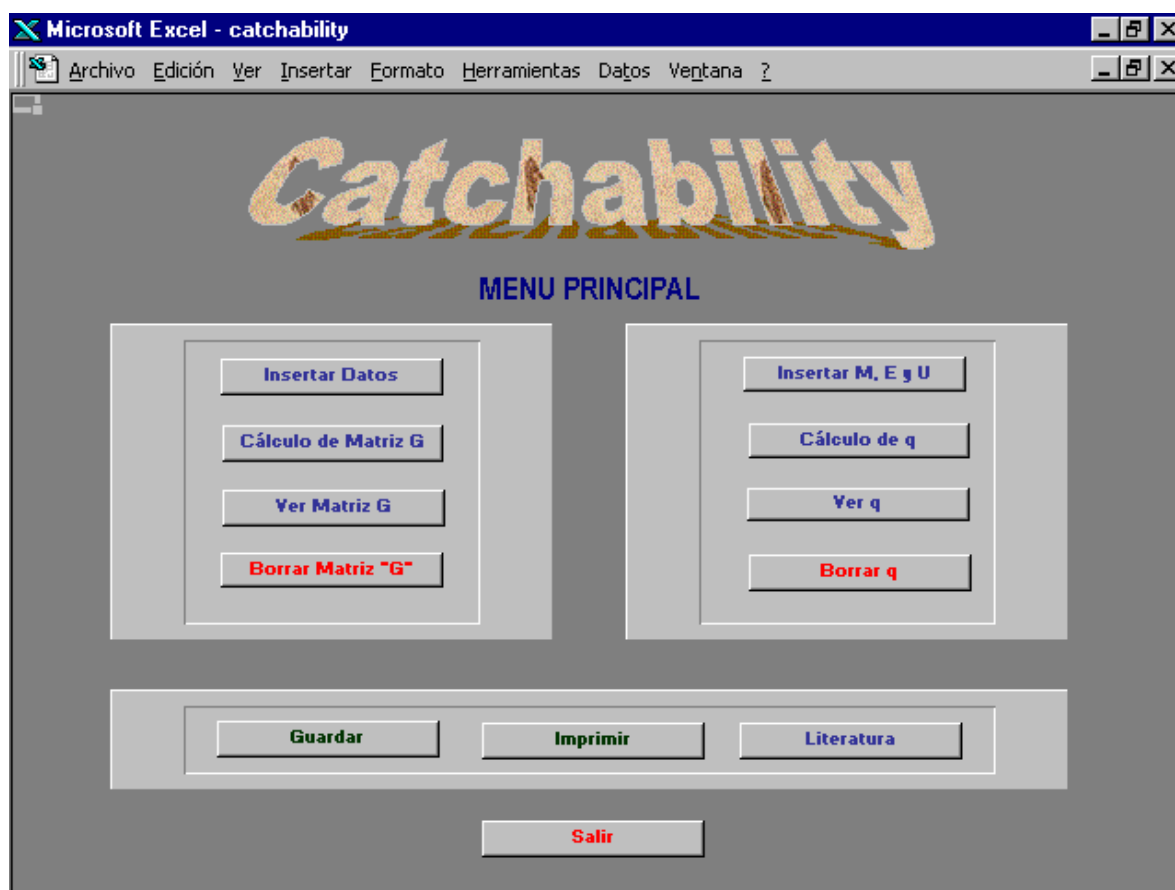 Microsoft Excel - catchability
Archivo Edición Ver Insertar Formato Herramientas Datos Ventana ?
Catchability
MENU PRINCIPAL
Insertar Datos
Cálculo de Matriz G
Ver Matriz G
Borrar Matriz "G"
Insertar M, E y U
Cálculo de q
Ver q
Borrar q
Guardar
Imprimir
Literatura
Salir